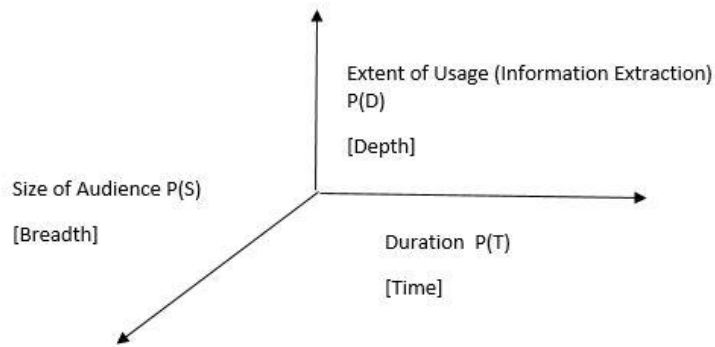 Extent of Usage (Information Extraction)
P(D)
[Depth]
Size of Audience P(S)
[Breadth]
Duration P(T)
[Time]